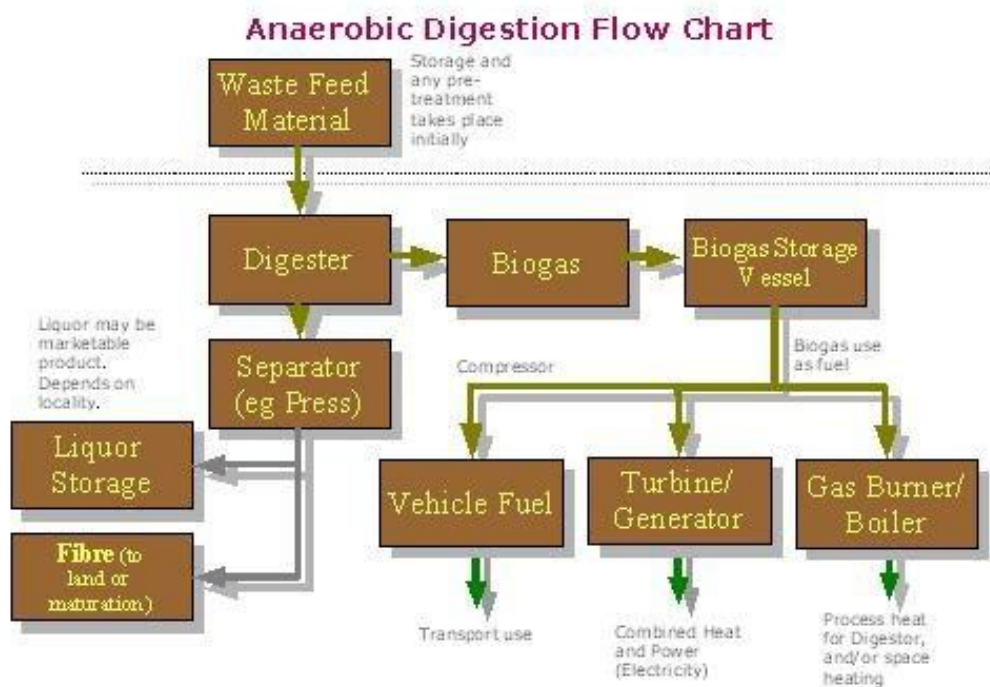 Anaerobic Digestion Flow Chart
Waste Feed
Material
Storage and
any pre-
treatment
takes place
initially
Digester
Biogas
Biogas Storage
Vessel
Liquor may be
marketable
product.
Depends on
locality.
Separator
(eg Press)
Compressor
Biogas use
as fuel
Liquor
Storage
Vehicle Fuel
Turbine/
Generator
Gas Burner/
Boiler
Fibre (to
land or
maturation)
Transport use
Combined Heat
and Power
(Electricity)
Process heat
for Digestor,
and/or space
heating